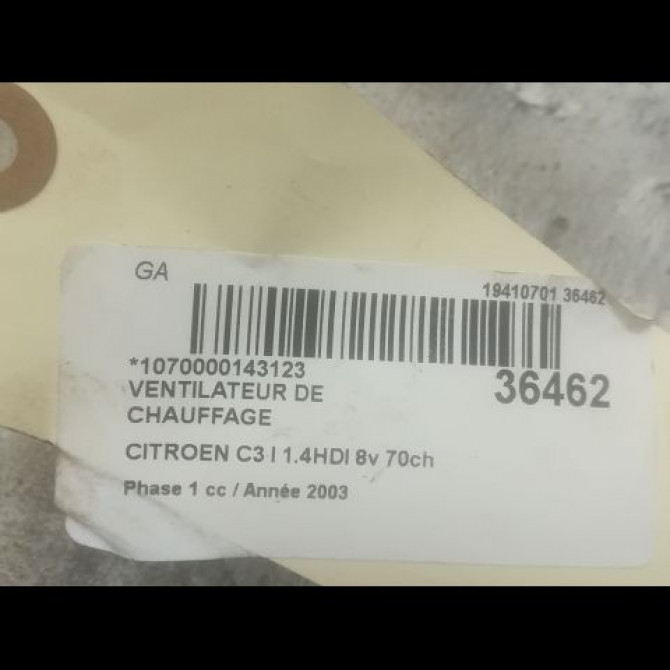 GA
19410701 36462
*1070000143123
36462
VENTILATEUR DE
CHAUFFAGE
CITROEN C3 I 1.4HDI 8v 70ch
Phase 1 cc / Année 2003